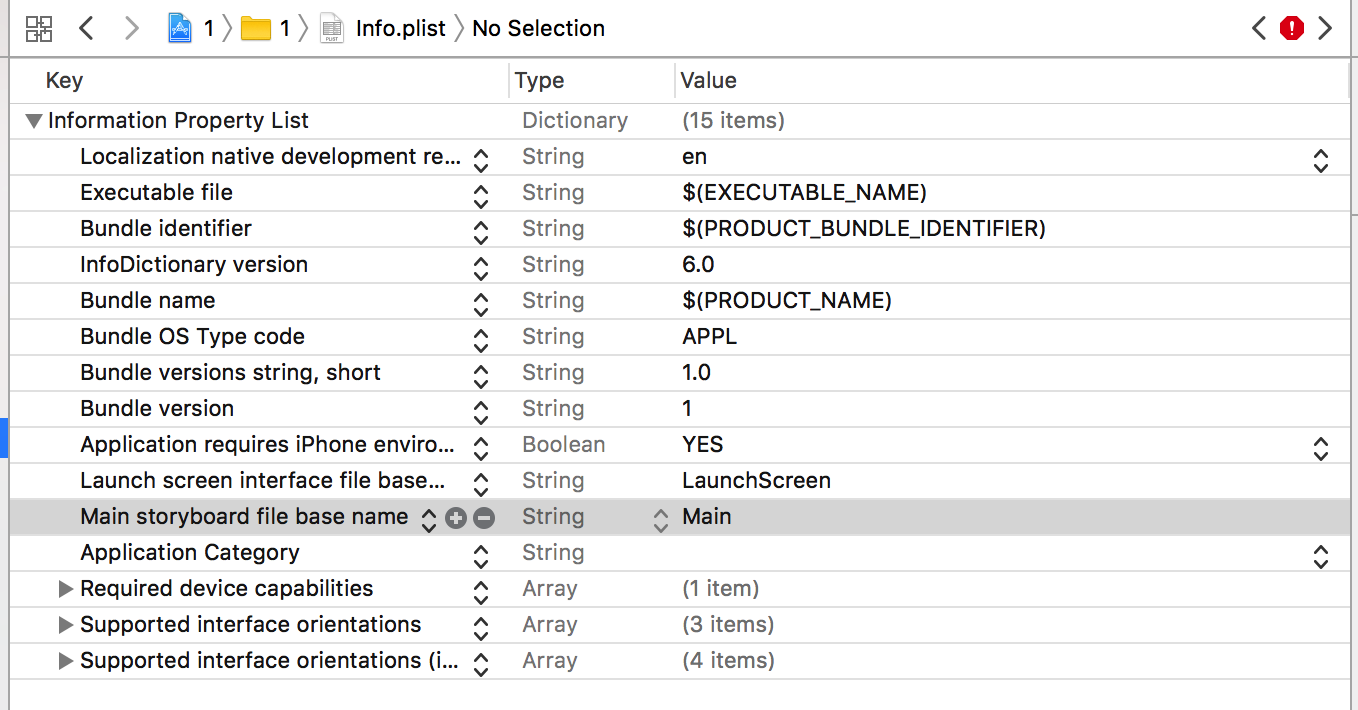 1 1 Info.plist No Selection
Key Type Value
Information Property List Dictionary (15 items)
Localization native development re... String en
Executable file String $(EXECUTABLE_NAME)
Bundle identifier String $(PRODUCT_BUNDLE_IDENTIFIER)
InfoDictionary version String 6.0
Bundle name String $(PRODUCT_NAME)
Bundle OS Type code String APPL
Bundle versions string, short String 1.0
Bundle version String 1
Application requires iPhone enviro... Boolean YES
Launch screen interface file base... String LaunchScreen
Main storyboard file base name String Main
Application Category String
Required device capabilities Array (1 item)
Supported interface orientations Array (3 items)
Supported interface orientations (i... Array (4 items)